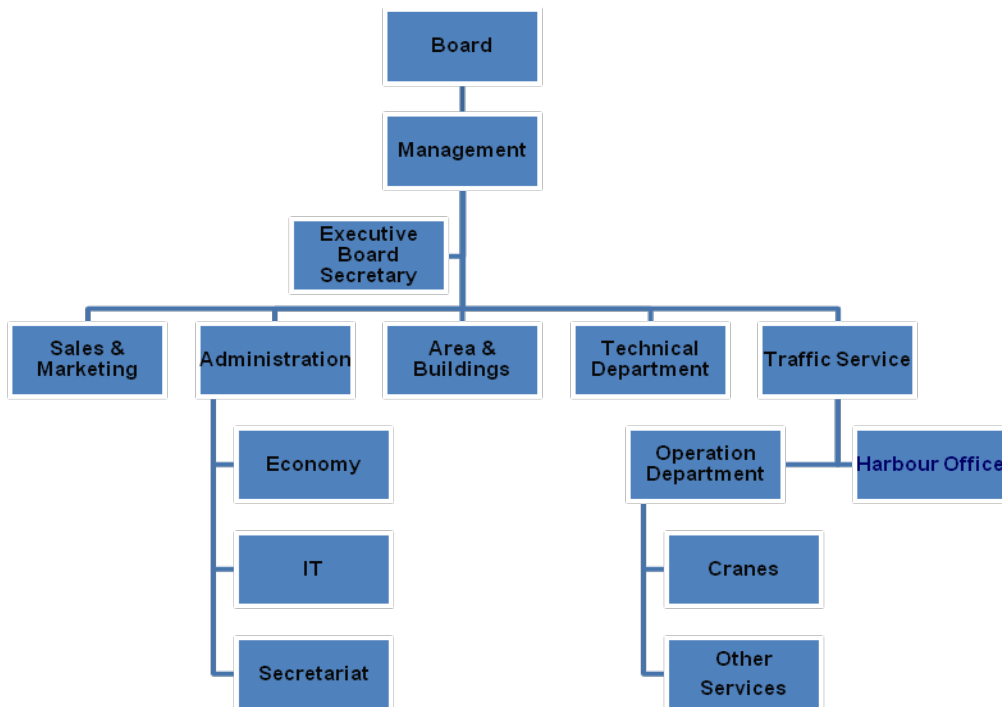 Board
Management
Executive
Board
Secretary
Sales &
Marketing
Administration
Area &
Buildings
Technical
Department
Traffic Service
Economy
Operation
Department
Harbour Office
IT
Cranes
Secretariat
Other
Services